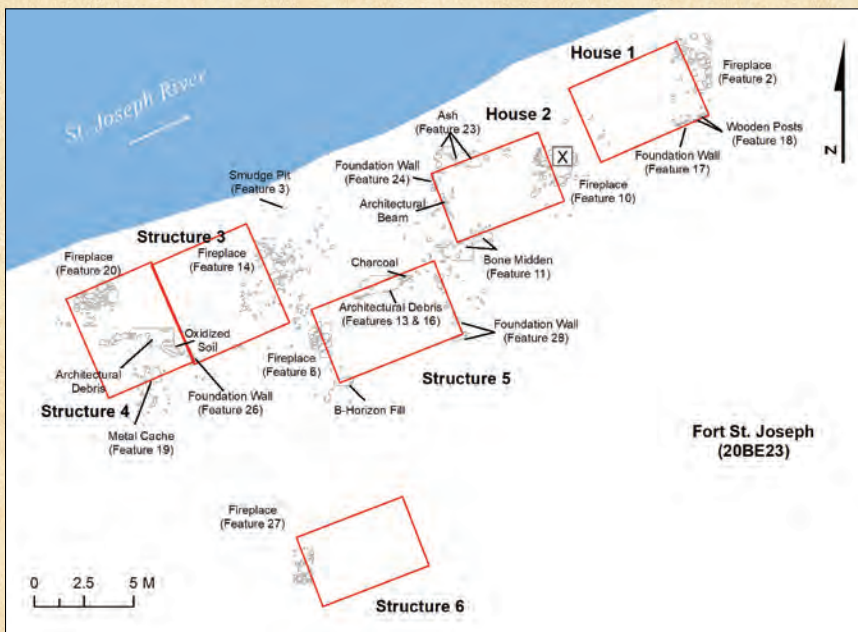 House 1
Fireplace
(Feature 2)
St. Joseph River
Ash
(Feature 23)
House 2
Wooden Posts
(Feature 18)
Foundation Wall
(Feature 17)
N
Smudge Pit
(Feature 3)
Foundation Wall
(Feature 24)
X
Architectural
Beam
Fireplace
(Feature 10)
Structure 3
Fireplace
(Feature 20)
Fireplace
(Feature 14)
Charcoal
Bone Midden
(Feature 11)
Architectural Debris
(Features 13 & 16)
Oxidized
Soil
Foundation Wall
(Feature 28)
Architectural
Debris
Fireplace
(Feature 6)
Structure 5
Foundation Wall
(Feature 26)
Structure 4
B-Horizon Fill
Metal Cache
(Feature 19)
Fort St. Joseph
(20BE23)
Fireplace
(Feature 27)
0 2.5 5 M
Structure 6